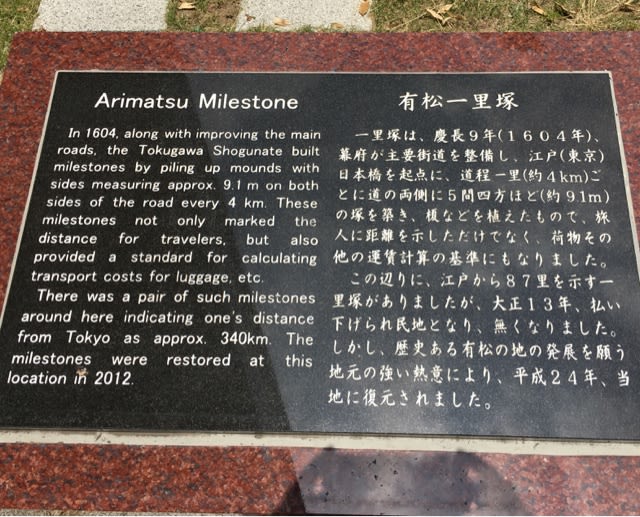 Arimatsu Milestone
In 1604, along with improving the main
roads, the Tokugawa Shogunate built
milestones by piling up mounds with
sides measuring approx. 9.1 m on both
sides of the road every 4 km. These
milestones not only marked the
distance for travelers, but also
provided a standard for calculating
transport costs for luggage, etc.
There was a pair of such milestones
around here indicating one's distance
from Tokyo as approx. 340km. The
milestones were restored at this
location in 2012.
有松一里塚
一里塚は、慶長9年(1604年)、
幕府が主要街道を整備し、江戸(東京)
日本橋を起点に、道程一里(約4km)ご
とに道の両側に5間四方ほど(約9.1m)
の塚を築き、榎などを植えたもので、旅
人に距離を示しただけでなく、荷物その
他の運賃計算の基準にもなりました。
この辺りに、江戸から87里を示す一
里塚がありましたが、大正13年、払い
下げられ民地となり、無くなりました。
しかし、歴史ある有松の地の発展を願う
地元の強い熱意により、平成24年、当
地に復元されました。